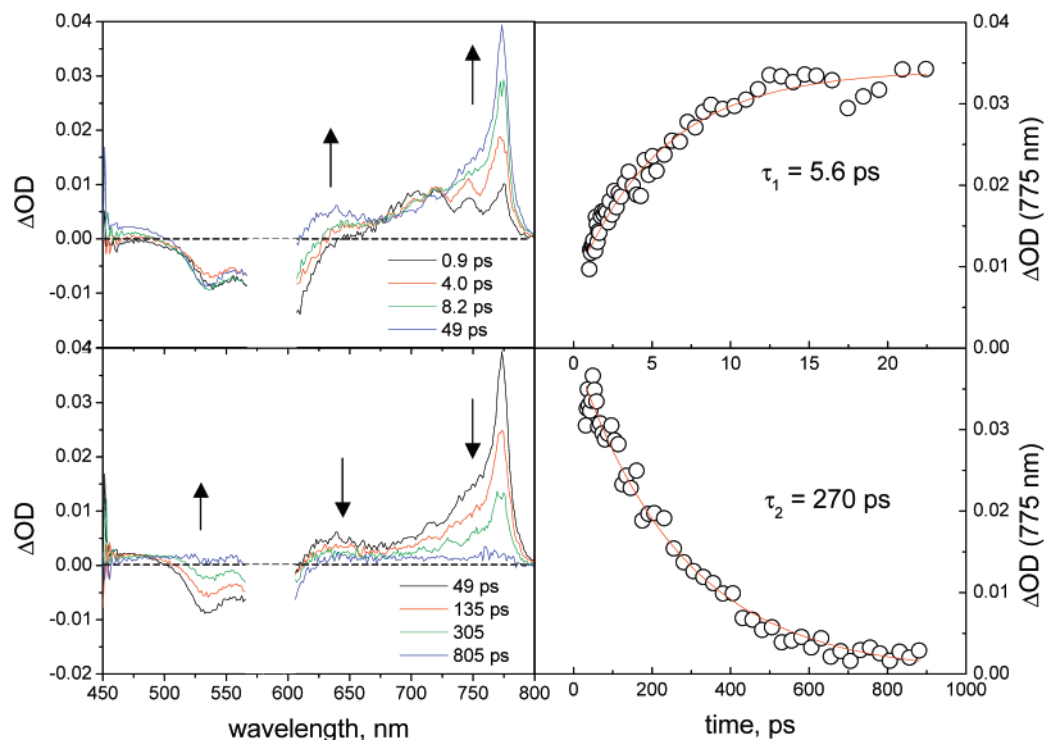 0.04
0.03
0.02
0.01
0.00
-0.01
ΔOD
0.9 ps
4.0 ps
8.2 ps
49 ps
0.04
0.03
0.02
0.01
0.00
ΔOD (775 nm)
τ1 = 5.6 ps
0 5 10 15 20
0.04
0.03
0.02
0.01
0.00
-0.01
-0.02
ΔOD
49 ps
135 ps
305
805 ps
450 500 550 600 650 700 750 800
wavelength, nm
0.03
0.02
0.01
0.00
ΔOD (775 nm)
τ2 = 270 ps
0 200 400 600 800 1000
time, ps